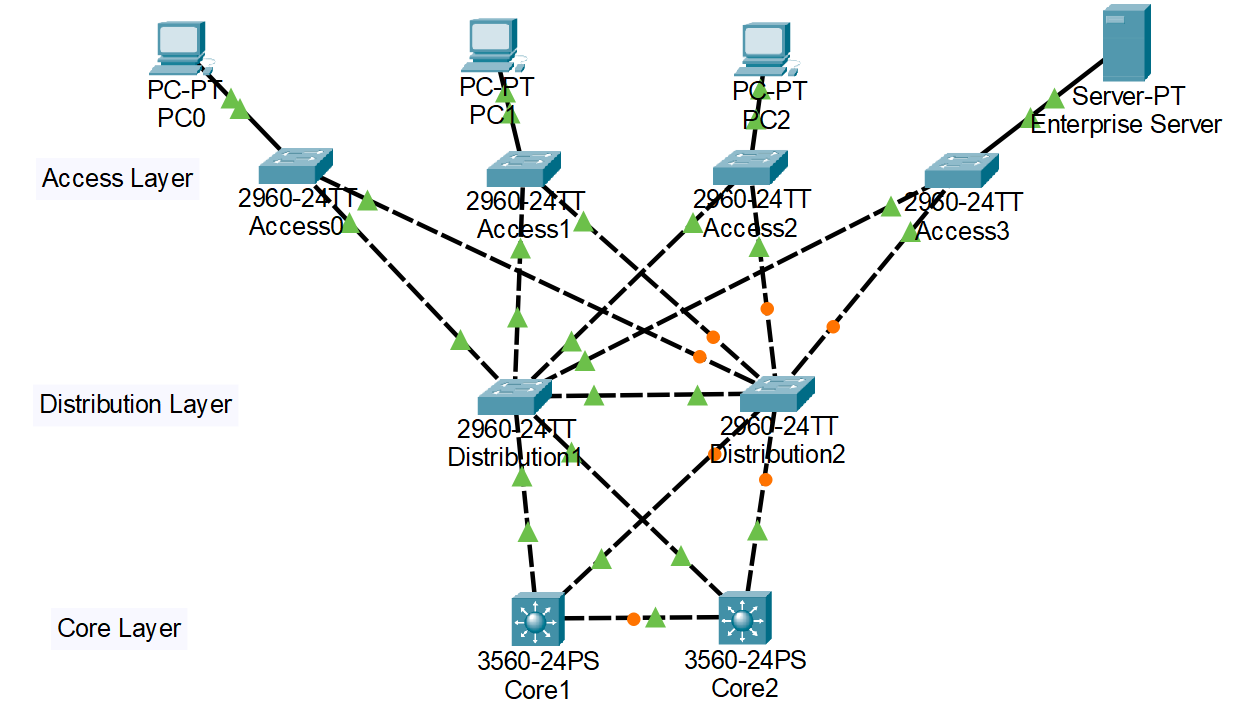 PC-PT
PC0
PC-PT
PC1
PC-PT
PC2
Server-PT
Enterprise Server
Access Layer
2960-24TT
Access0
2960-24TT
Access1
2960-24TT
Access2
2960-24TT
Access3
Distribution Layer
2960-24TT
Distribution1
2960-24TT
Distribution2
Core Layer
3560-24PS
Core1
3560-24PS
Core2